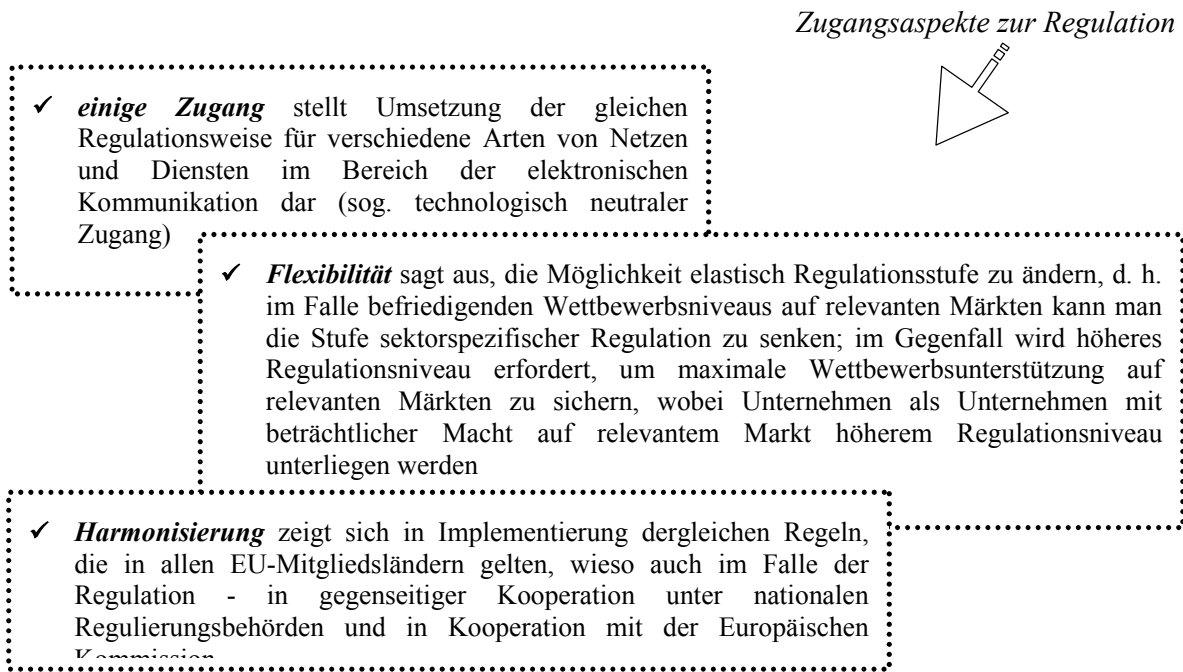 Zugangsaspekte zur Regulation
✓ einige Zugang stellt Umsetzung der gleichen
Regulationsweise für verschiedene Arten von Netzen
und Diensten im Bereich der elektronischen
Kommunikation dar (sog. technologisch neutraler
Zugang)
✓ Flexibilität sagt aus, die Möglichkeit elastisch Regulationsstufe zu ändern, d. h.
im Falle befriedigenden Wettbewerbsniveaus auf relevanten Märkten kann man
die Stufe sektorspezifischer Regulation zu senken; im Gegenfall wird höheres
Regulationsniveau erfordert, um maximale Wettbewerbsunterstützung auf
relevanten Märkten zu sichern, wobei Unternehmen als Unternehmen mit
beträchtlicher Macht auf relevantem Markt höherem Regulationsniveau
unterliegen werden
✓ Harmonisierung zeigt sich in Implementierung dergleichen Regeln,
die in allen EU-Mitgliedsländern gelten, wieso auch im Falle der
Regulation - in gegenseitiger Kooperation unter nationalen
Regulierungsbehörden und in Kooperation mit der Europäischen
Kommission